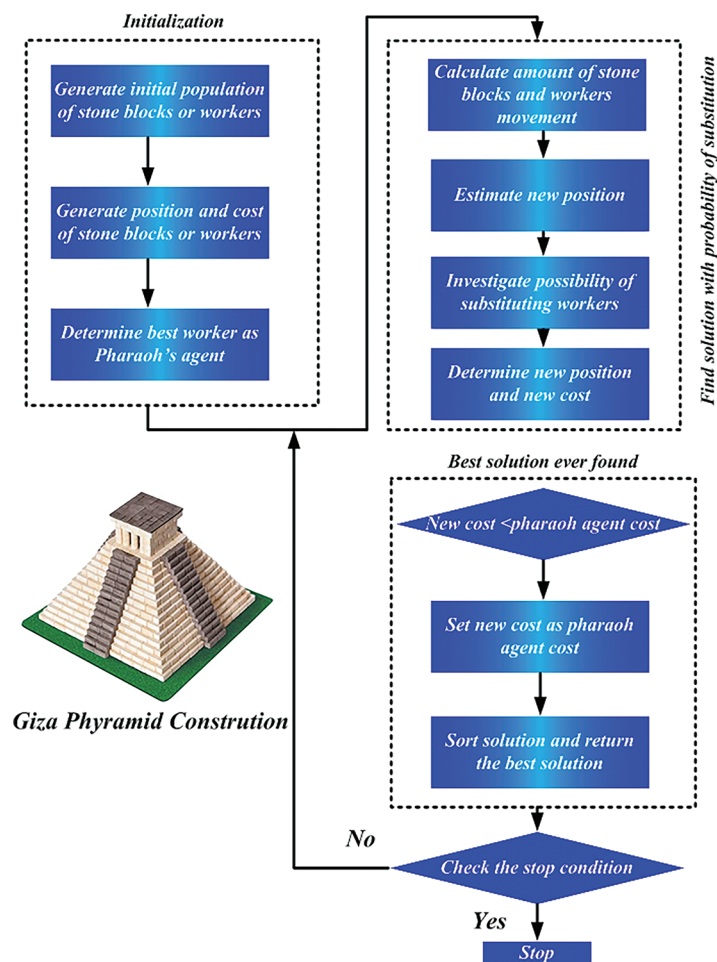 Initialization
Generate initial population
of stone blocks or workers
Generate position and cost
of stone blocks or workers
Determine best worker as
Pharaoh's agent
Calculate amount of stone
blocks and workers
movement
Estimate new position
Investigate possibility of
substituting workers
Determine new position
and new cost
Find solution with probability of substitution
Best solution ever found
New cost <pharaoh agent cost
Set new cost as pharaoh
agent cost
Sort solution and return
the best solution
Giza Phyramid Constrution
No
Check the stop condition
Yes
Stop